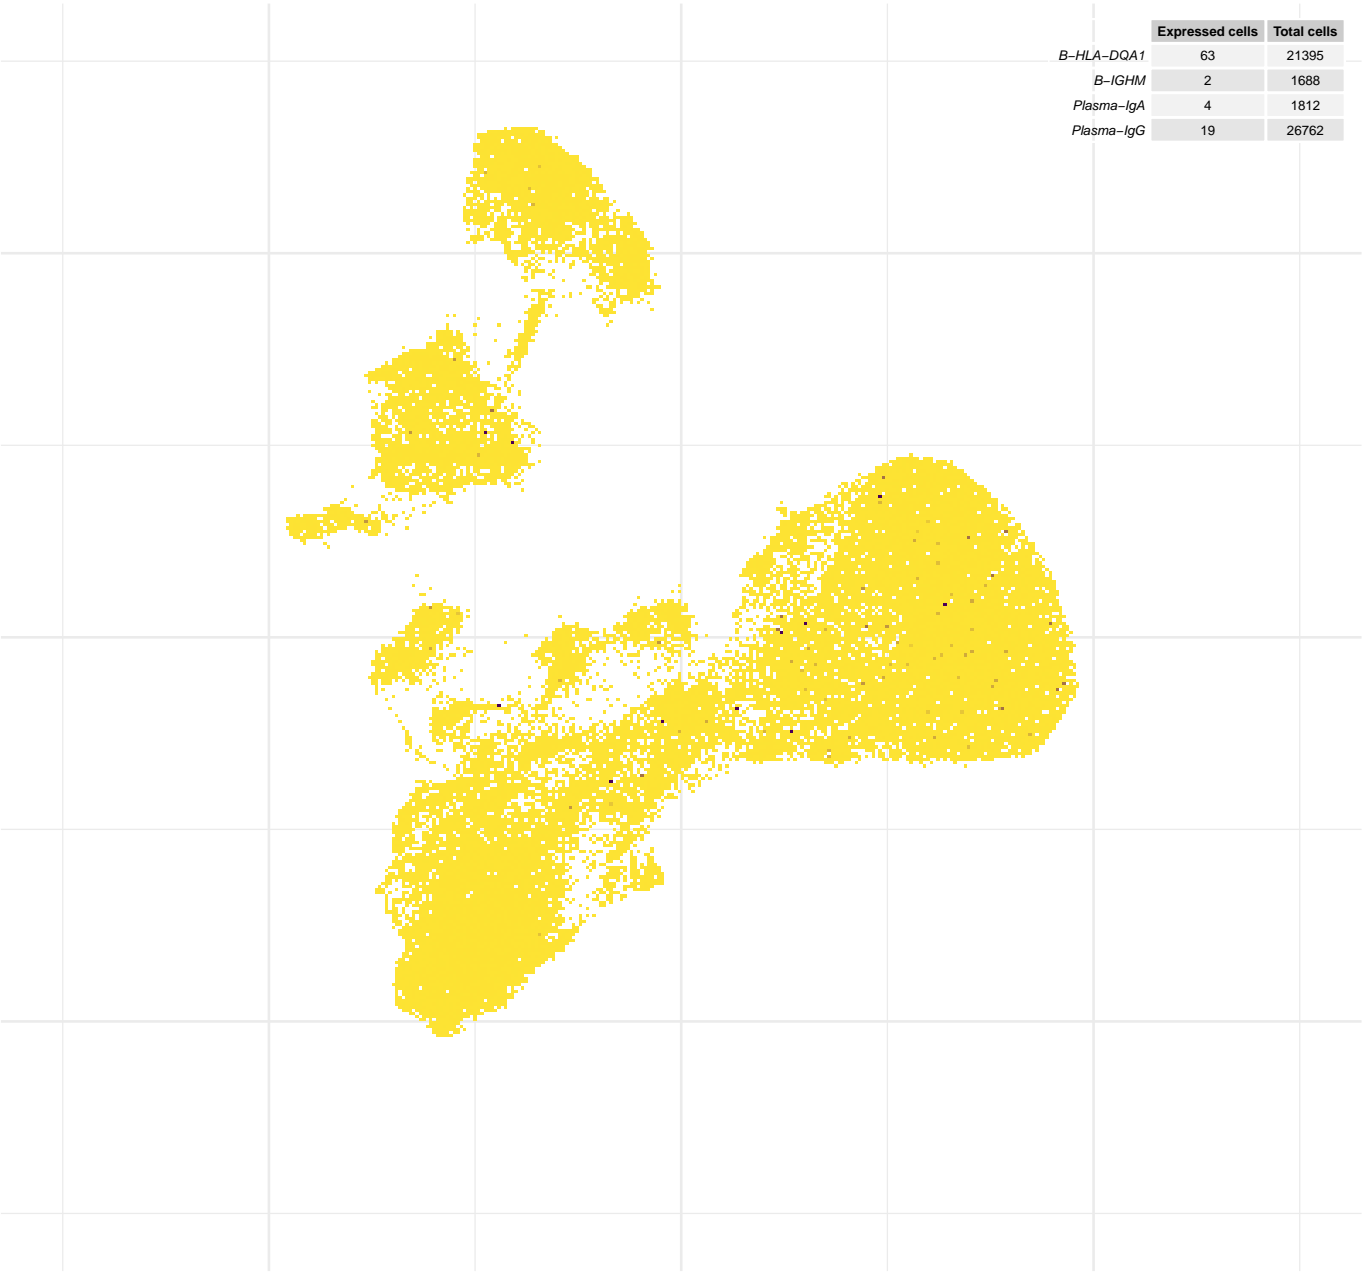 Expressed cells Total cells
B−HLA−DQA1 63 21395
B−IGHM 2 1688
Plasma−IgA 4 1812
Plasma−IgG 19 26762